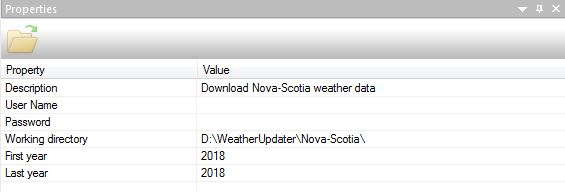 Properties
Property Value
Description Download Nova-Scotia weather data
User Name
Password
Working directory D:\WeatherUpdater\Nova-Scotia\
First year 2018
Last year 2018